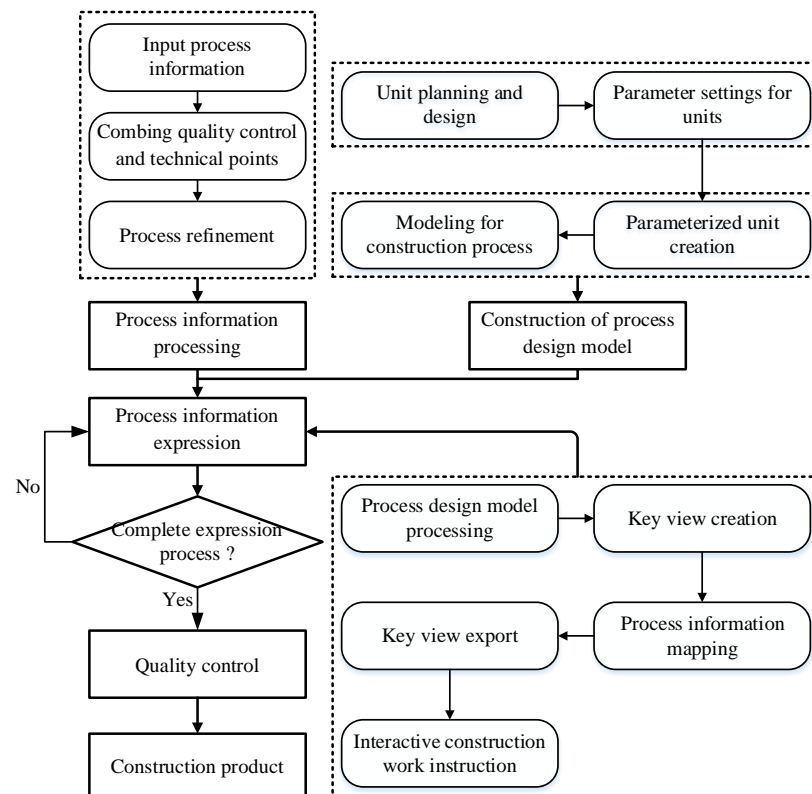 Input process
information
Combing quality control
and technical points
Process refinement
Unit planning and
design
Parameter settings for
units
Modeling for
construction process
Parameterized unit
creation
Process information
processing
Construction of process
design model
Process information
expression
No
Complete expression
process ?
Yes
Quality control
Construction product
Process design model
processing
Key view creation
Key view export
Process information
mapping
Interactive construction
work instruction